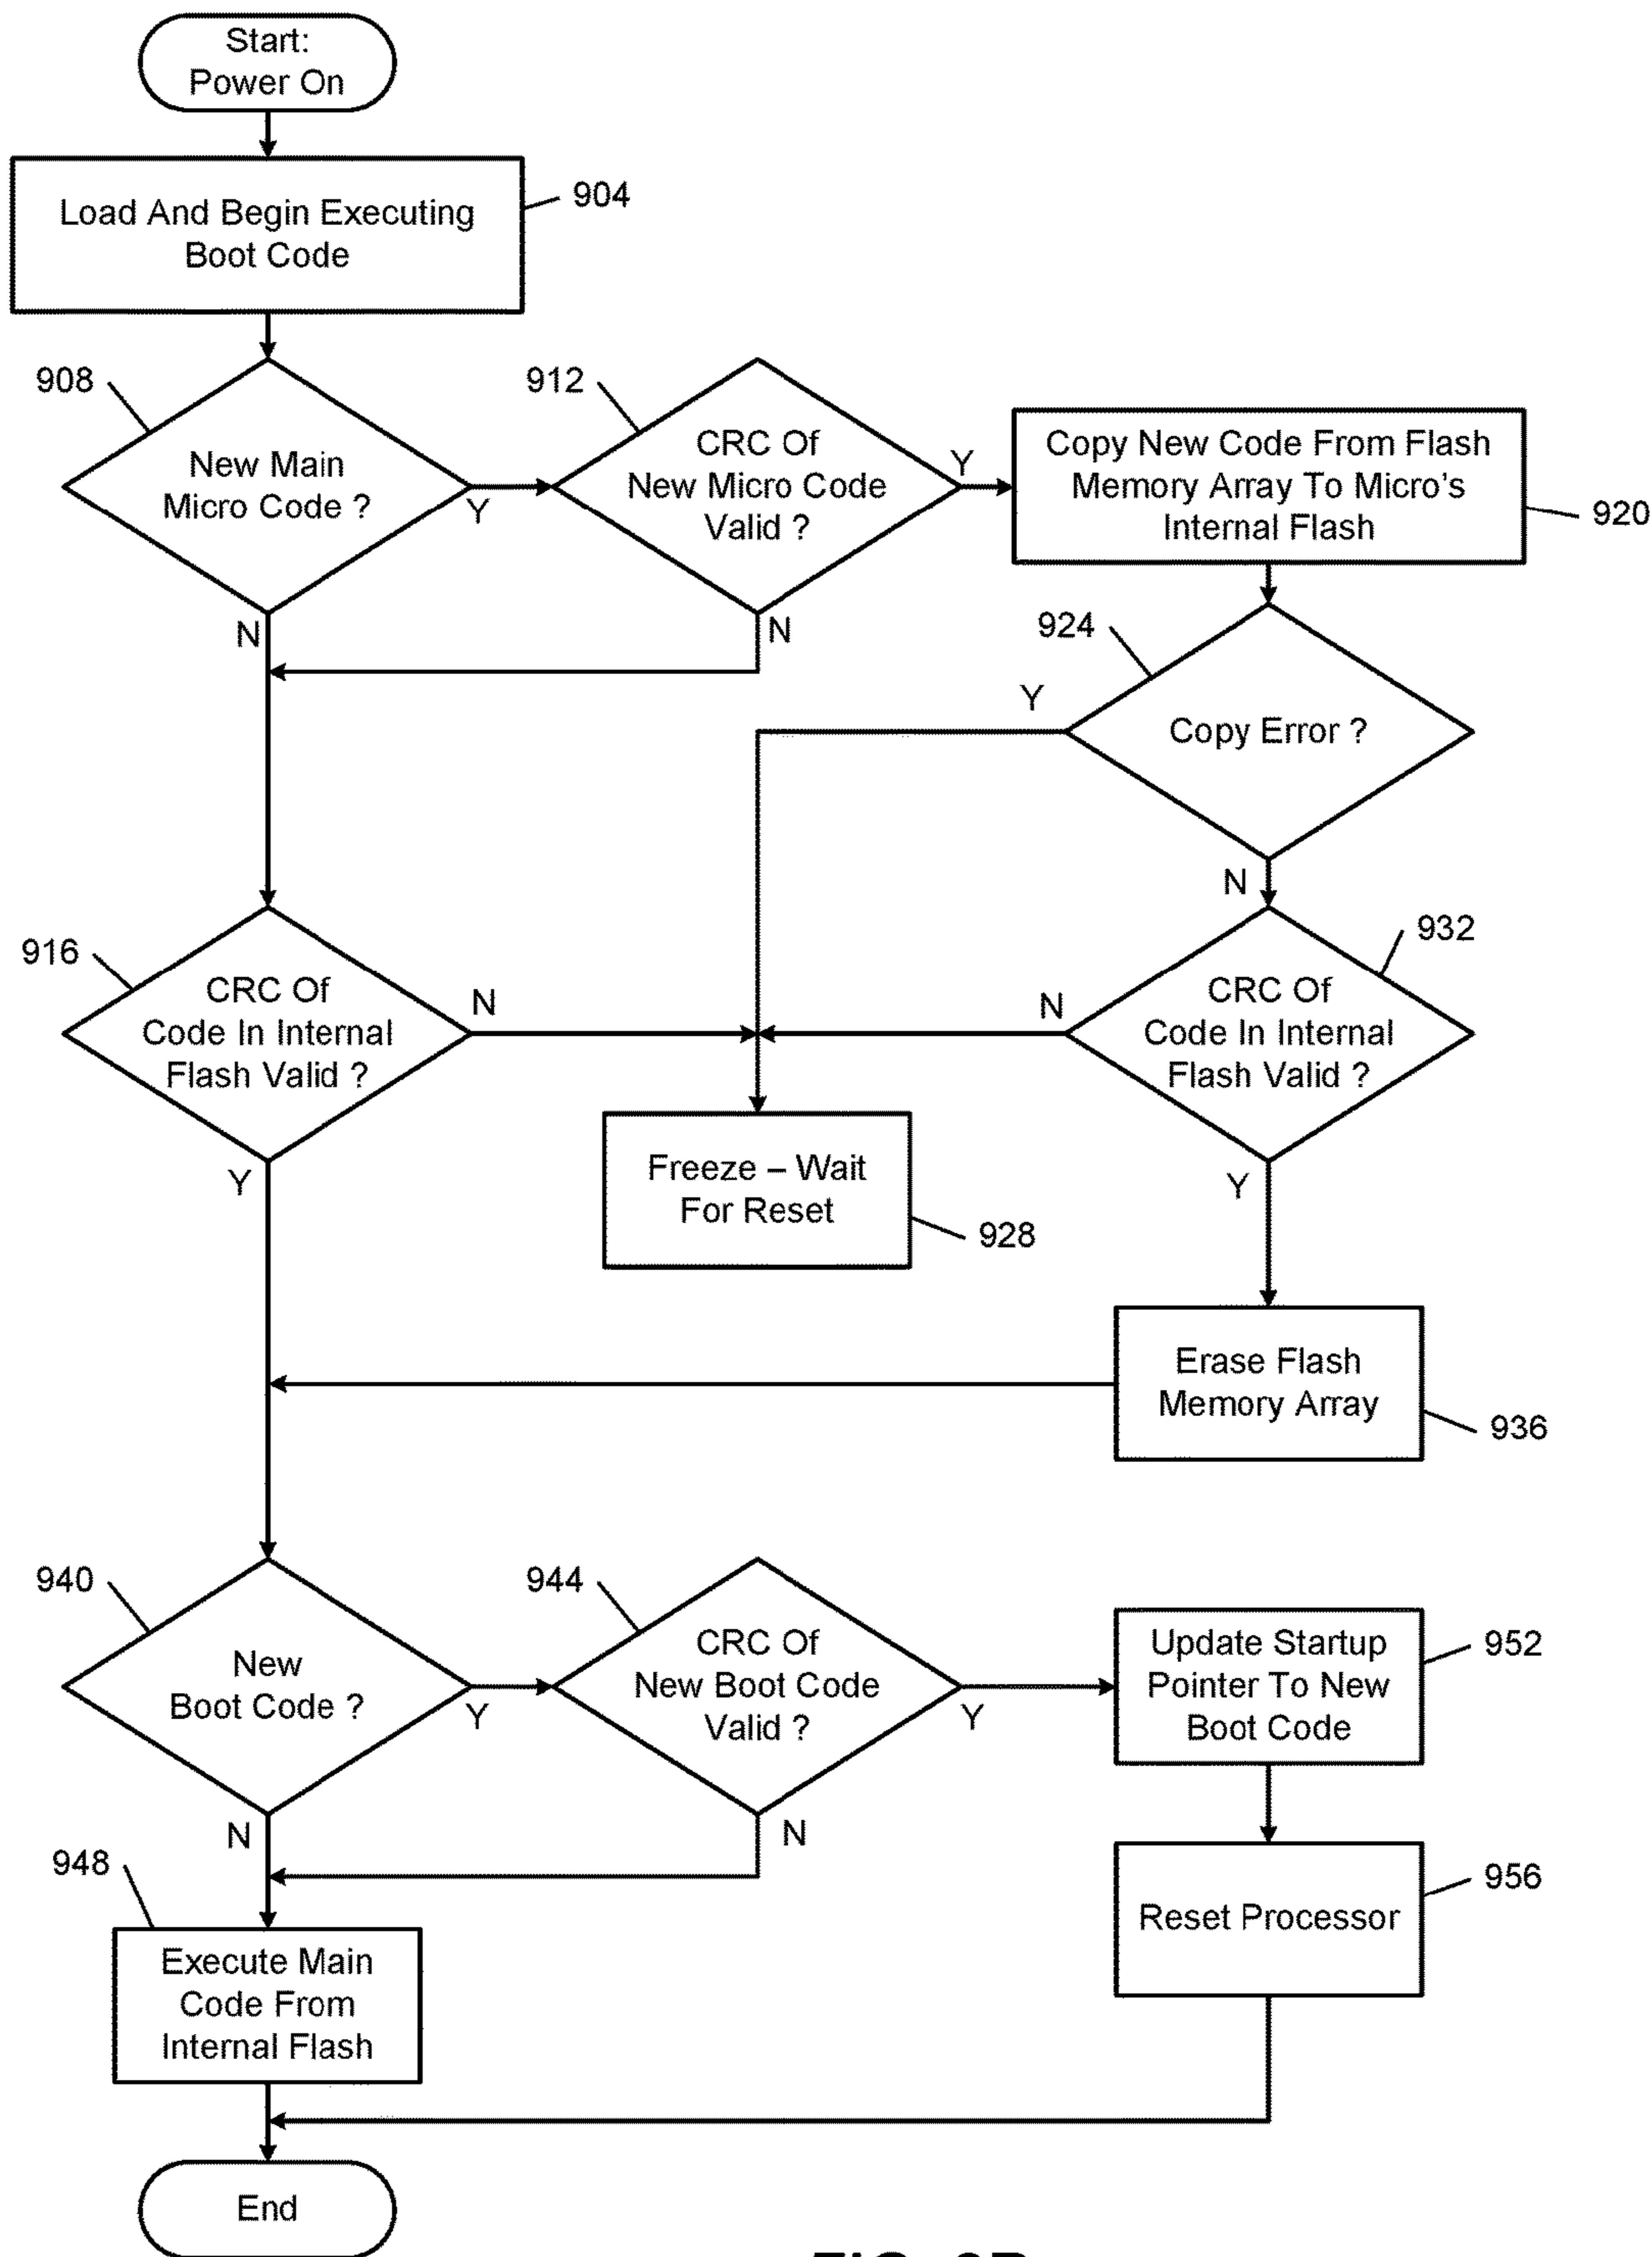 Start:
Power On
Load And Begin Executing
Boot Code
904
908
New Main
Micro Code ?
Y
N
912
CRC Of
New Micro Code
Valid ?
Y
N
Copy New Code From Flash
Memory Array To Micro's
Internal Flash
920
924
Copy Error ?
Y
N
916
CRC Of
Code In Internal
Flash Valid ?
N
Y
932
CRC Of
Code In Internal
Flash Valid ?
N
Y
Freeze – Wait
For Reset
928
Erase Flash
Memory Array
936
940
New
Boot Code ?
Y
N
944
CRC Of
New Boot Code
Valid ?
Y
N
Update Startup
Pointer To New
Boot Code
952
948
Execute Main
Code From
Internal Flash
Reset Processor
956
End